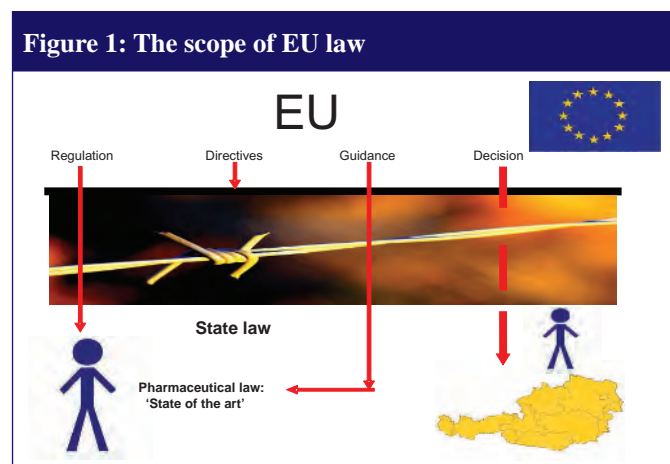 Figure 1: The scope of EU law
EU
Regulation Directives Guidance Decision
State law
Pharmaceutical law:
‘State of the art’